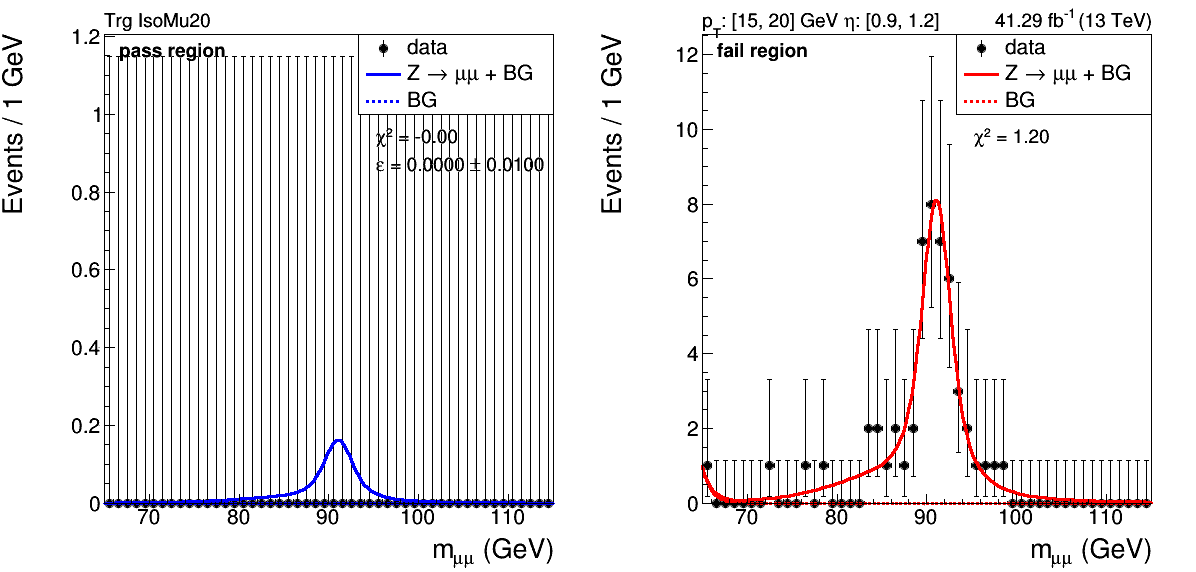 Trg IsoMu20
pass region
data
Z → μμ + BG
BG
χ² = -0.00
ε = 0.0000 ± 0.0100
Events / 1 GeV
1.2
1
0.8
0.6
0.4
0.2
0
70 80 90 100 110
mμμ (GeV)
pT: [15, 20] GeV η: [0.9, 1.2] 41.29 fb⁻¹ (13 TeV)
fail region
data
Z → μμ + BG
BG
χ² = 1.20
Events / 1 GeV
12
10
8
6
4
2
0
70 80 90 100 110
mμμ (GeV)